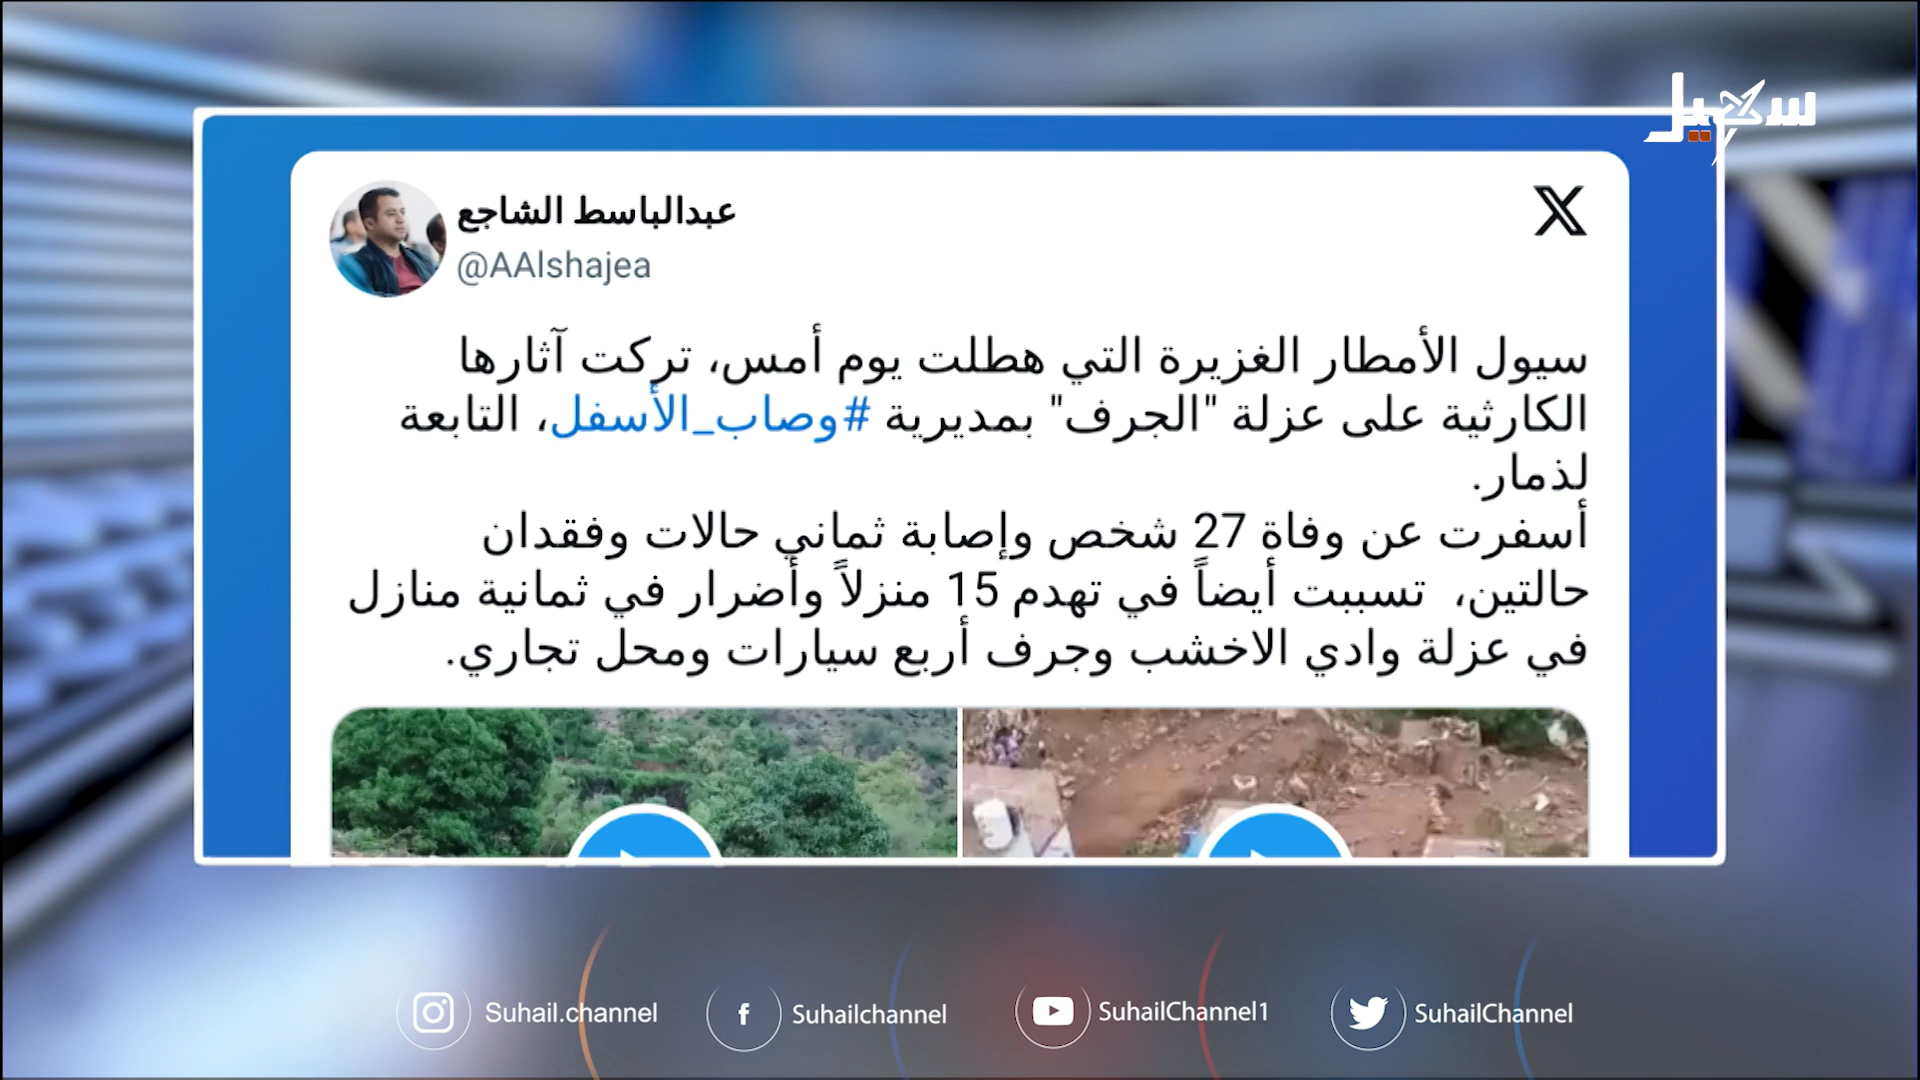 سهيل
عبدالباسط الشاجع
@AAlshajea
سيول الأمطار الغزيرة التي هطلت يوم أمس، تركت آثارها
الكارثية على عزلة "الجرف" بمديرية #وصاب_الأسفل، التابعة
لذمار.
أسفرت عن وفاة 27 شخص وإصابة ثماني حالات وفقدان
حالتين، تسببت أيضاً في تهدم 15 منزلاً وأضرار في ثمانية منازل
في عزلة وادي الاخشب وجرف أربع سيارات ومحل تجاري.
Suhail.channel
Suhailchannel
SuhailChannel1
SuhailChannel